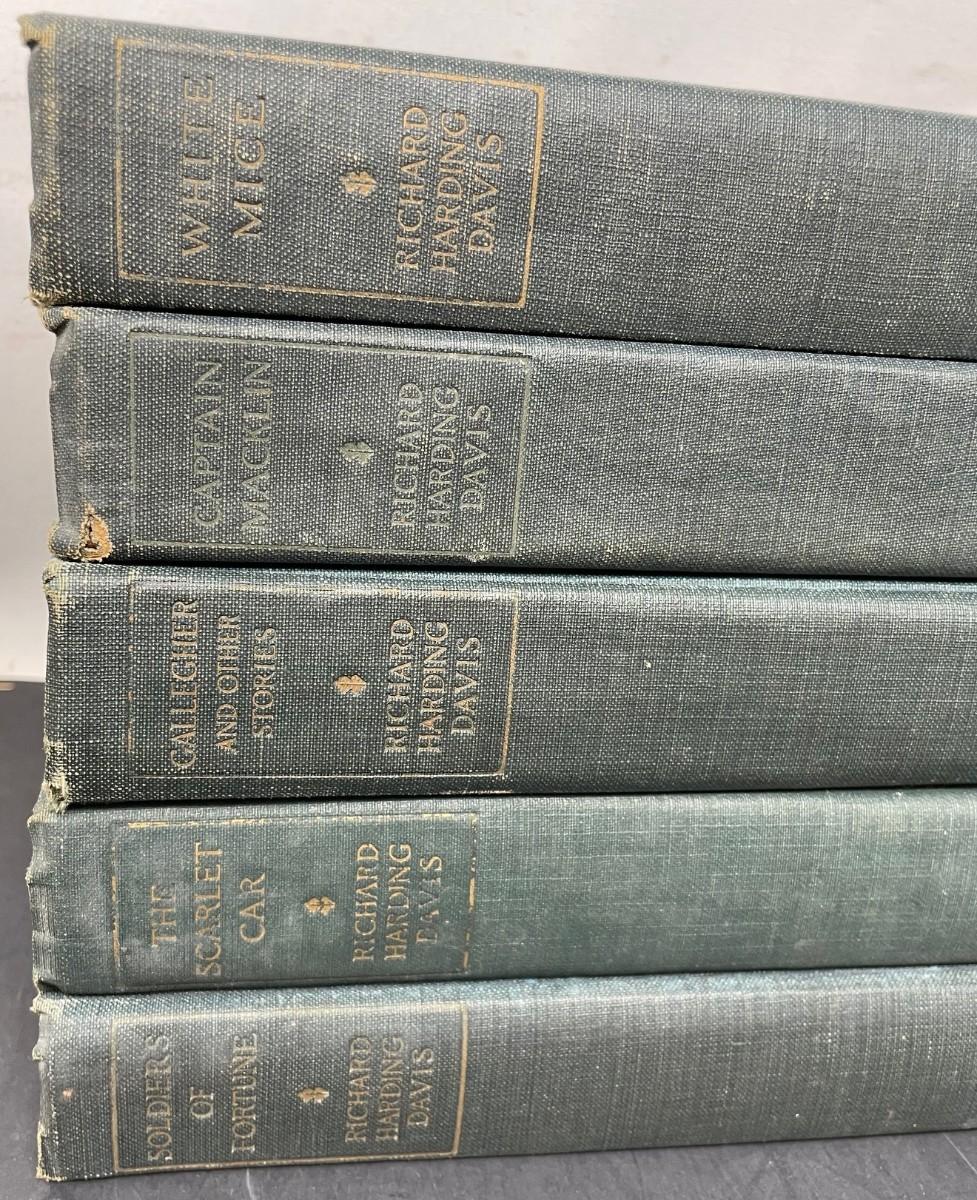 WHITE
MICE
RICHARD
HARDING
DAVIS
CAPTAIN
MACKLIN
RICHARD
HARDING
DAVIS
GALLEGHER
AND OTHER
STORIES
RICHARD
HARDING
DAVIS
THE
SCARLET
CAR
RICHARD
HARDING
DAVIS
SOLDIERS
OF
FORTUNE
RICHARD
HARDING
DAVIS